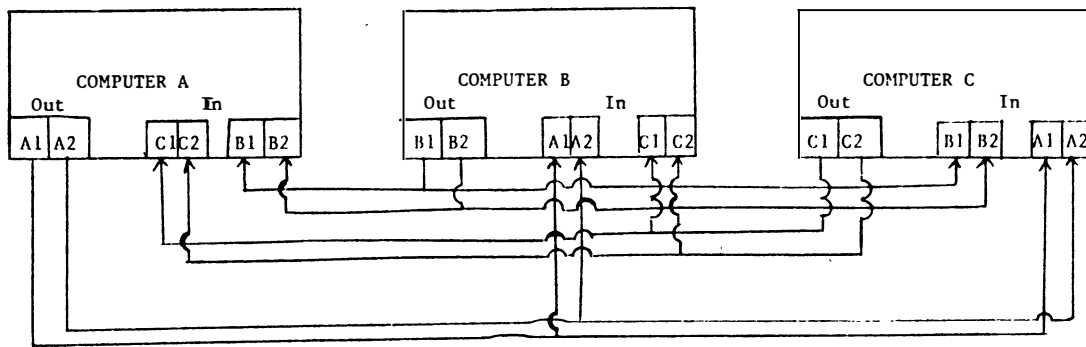 COMPUTER A COMPUTER B COMPUTER C
Out In Out In Out In
A1 A2 C1 C2 B1 B2 B1 B2 A1 A2 C1 C2 C1 C2 B1 B2 A1 A2